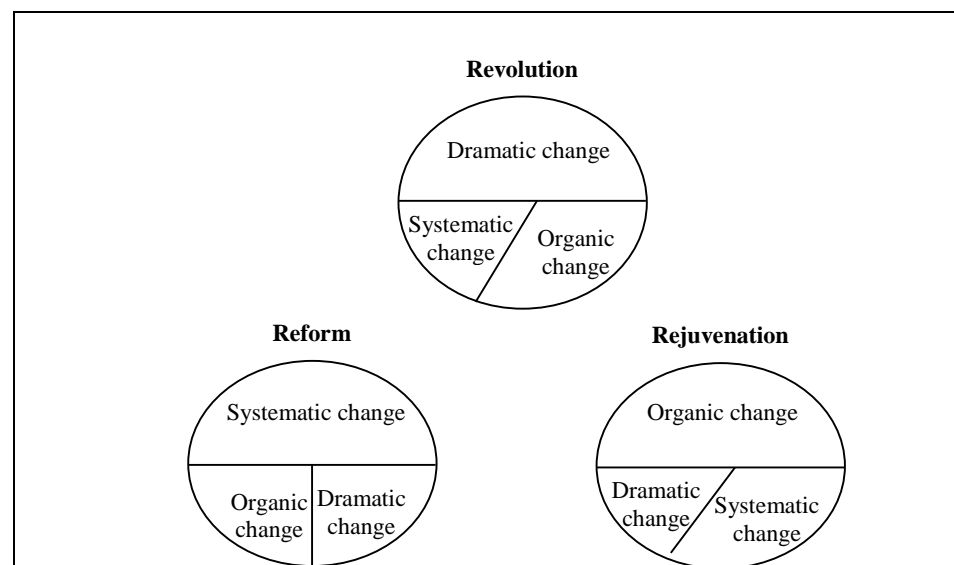 Revolution
Dramatic change
Systematic
change
Organic
change
Reform
Systematic change
Organic
change
Dramatic
change
Rejuvenation
Organic change
Dramatic
change
Systematic
change